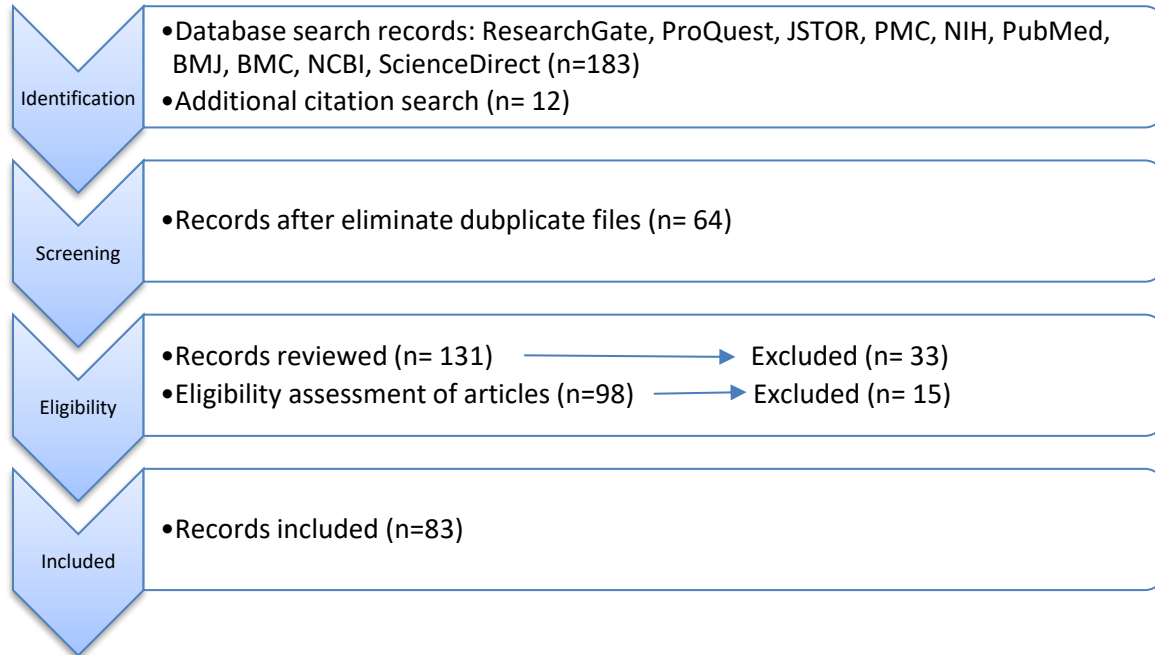 Identification
•Database search records: ResearchGate, ProQuest, JSTOR, PMC, NIH, PubMed,
BMJ, BMC, NCBI, ScienceDirect (n=183)
•Additional citation search (n= 12)
Screening
•Records after eliminate dubplicate files (n= 64)
Eligibility
•Records reviewed (n= 131) Excluded (n= 33)
•Eligibility assessment of articles (n=98) Excluded (n= 15)
Included
•Records included (n=83)